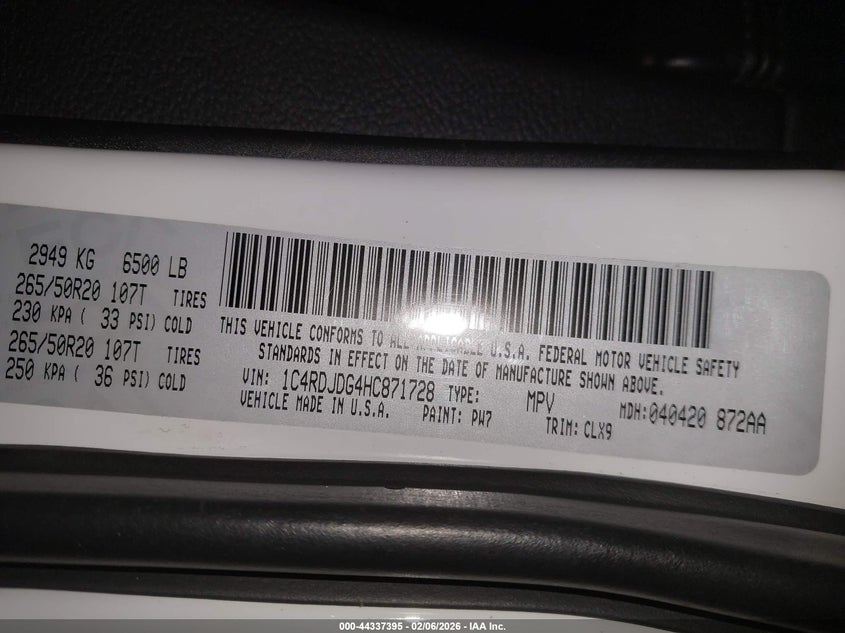 2949 KG 6500 LB
265/50R20 107T TIRES
230 KPA ( 33 PSI) COLD
265/50R20 107T TIRES
250 KPA ( 36 PSI) COLD
THIS VEHICLE CONFORMS TO ALL APPLICABLE U.S.A. FEDERAL MOTOR VEHICLE SAFETY
STANDARDS IN EFFECT ON THE DATE OF MANUFACTURE SHOWN ABOVE.
VIN: 1C4RDJDG4HC871728 TYPE: MPV MDH:040420 872AA
VEHICLE MADE IN U.S.A. PAINT: PW7 TRIM: CLX9
000-44337395 - 02/06/2026 - IAA Inc.